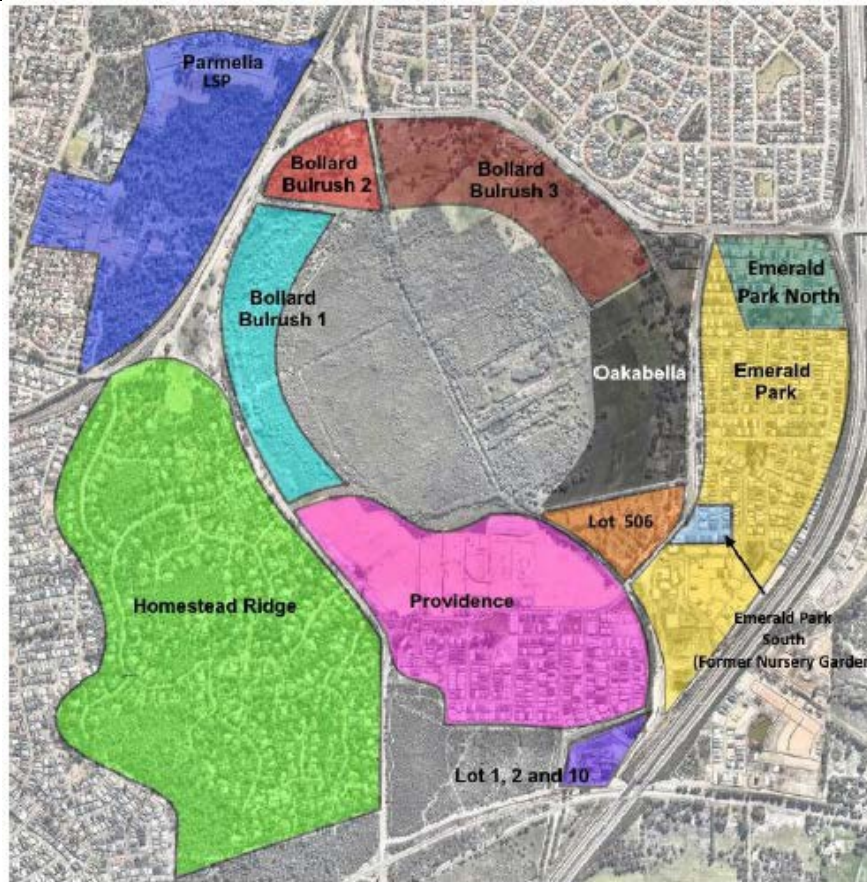 Parmelia
LSP
Bollard
Bulrush 2
Bollard
Bulrush 3
Emerald
Park North
Bollard
Bulrush 1
Oakabella
Emerald
Park
Lot 506
Homestead Ridge
Providence
Emerald Park
South
(Former Nursery Garden
Lot 1, 2 and 10